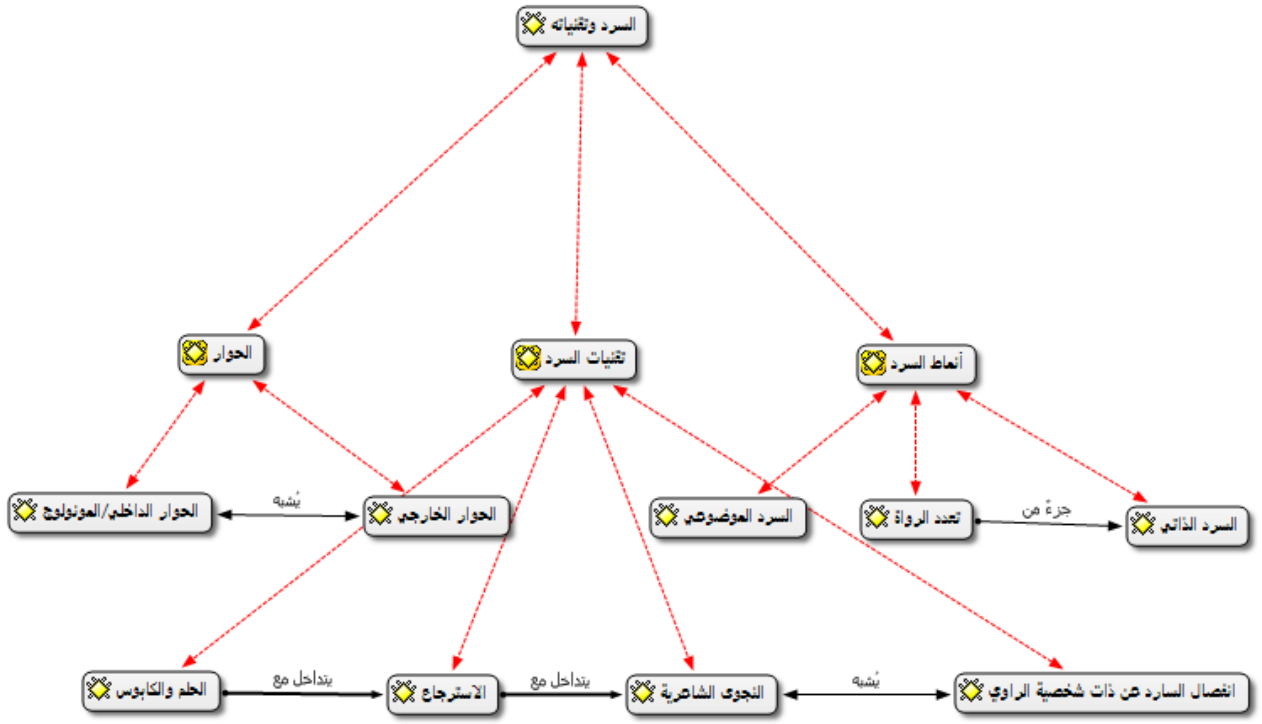 السرد وتقنياته
أنماط السرد
تقنيات السرد
الحوار
السرد الذاتي
جزءٌ من
تعدد الرواة
السرد الموضوعي
الحوار الخارجي
يُشبه
الحوار الداخلي/المونولوج
انفصال السارد عن ذات شخصية الراوي
يُشبه
النجوى الشاعرية
يتداخل مع
الاسترجاع
يتداخل مع
الحلم والكابوس